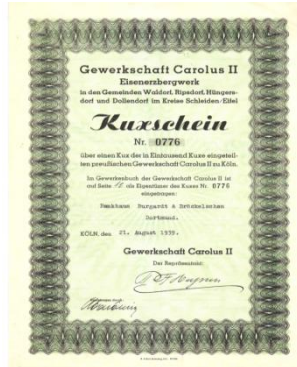 Gewerkschaft Carolus II
Eisenerzbergwerk
in den Gemeinden Waldorf, Ripsdorf, Hüngers-
dorf und Dollendorf im Kreise Schleiden/Eifel
Kuxschein
Nr. 0776
über einen Kux der in Eintausend Kuxe eingeteil-
ten preußischen Gewerkschaft Carolus II zu Köln.
Im Gewerkenbuch der Gewerkschaft Carolus II ist
auf Seite als Eigentümer des Kuxes Nr. 0776
eingetragen:
Bankhaus Burgardt & Bröckelschen
Dortmund.
KÖLN, den 21. August 1939.
Gewerkschaft Carolus II
Der Repräsentant: